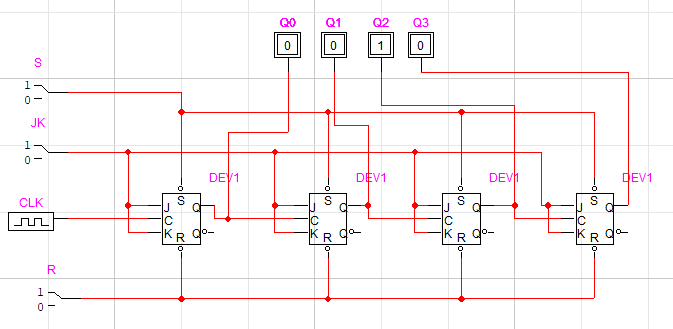 Q0 Q1 Q2 Q3
0 0 1 0
S
1
0
JK
1
0
DEV1 DEV1 DEV1 DEV1
CLK
S S S S
J Q J Q J Q J Q
C C C C
K Q K Q K Q K Q
R R R R
R
1
0